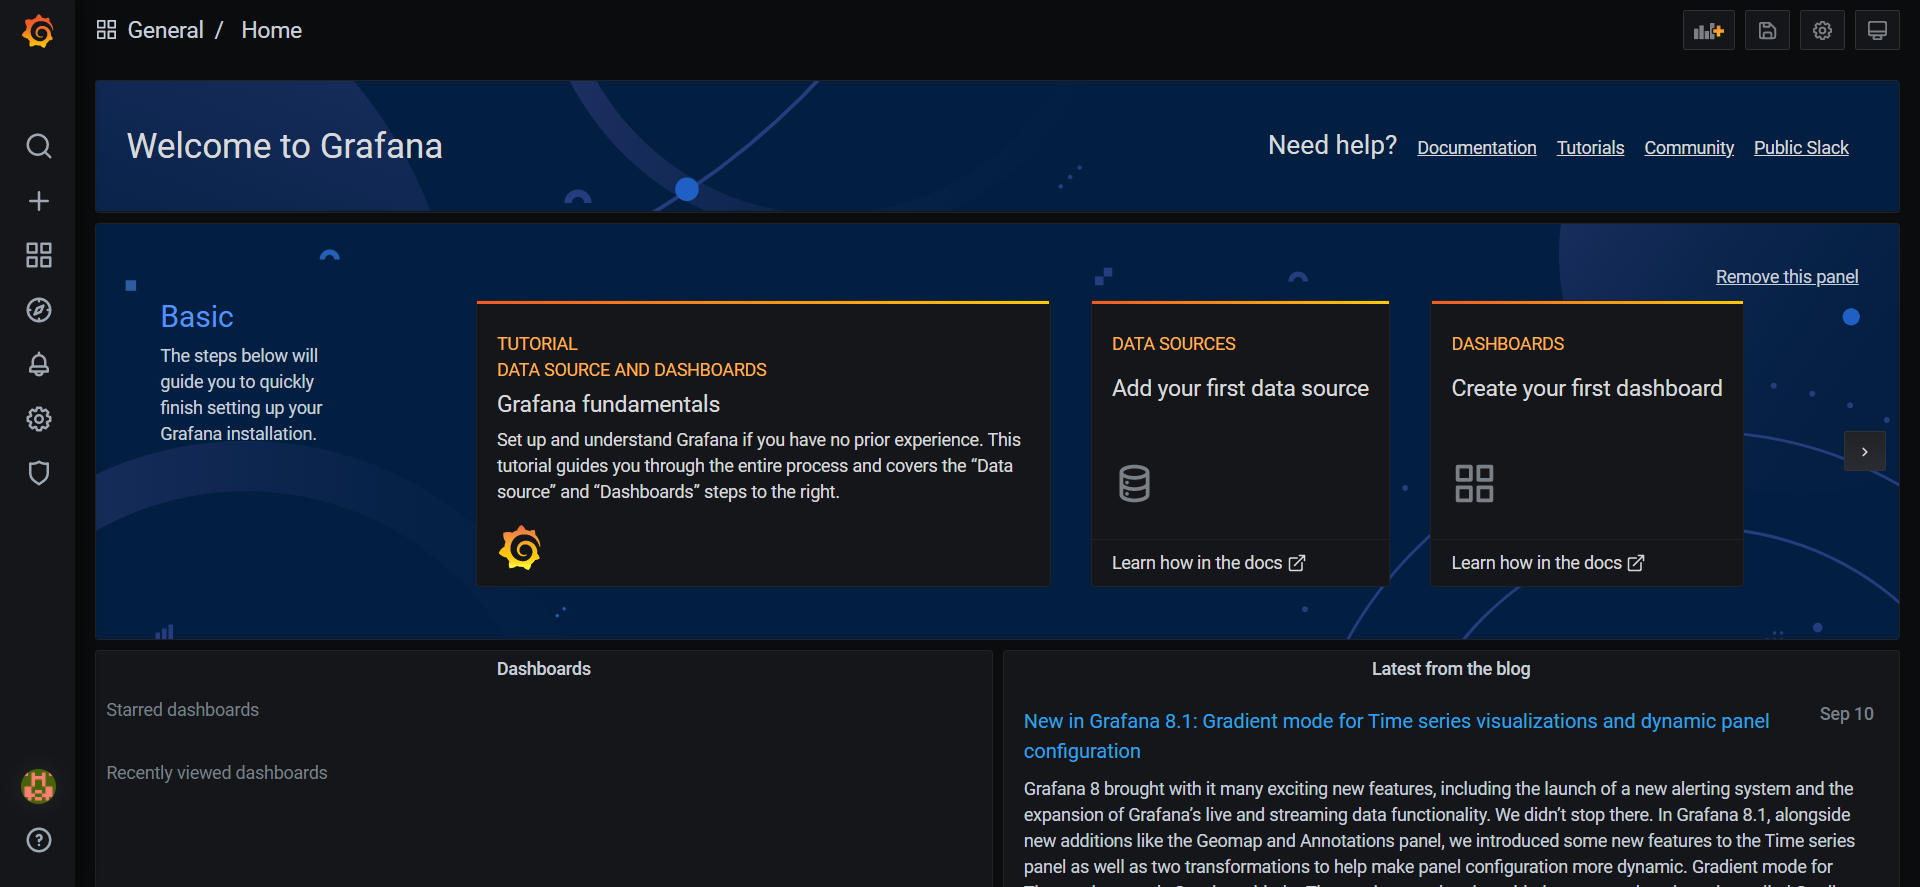 General / Home
Welcome to Grafana
Need help? Documentation Tutorials Community Public Slack
Remove this panel
Basic
The steps below will
guide you to quickly
finish setting up your
Grafana installation.
TUTORIAL
DATA SOURCE AND DASHBOARDS
Grafana fundamentals
Set up and understand Grafana if you have no prior experience. This
tutorial guides you through the entire process and covers the “Data
source” and “Dashboards” steps to the right.
DATA SOURCES
Add your first data source
Learn how in the docs
DASHBOARDS
Create your first dashboard
Learn how in the docs
Dashboards
Starred dashboards
Recently viewed dashboards
Latest from the blog
New in Grafana 8.1: Gradient mode for Time series visualizations and dynamic panel
configuration
Sep 10
Grafana 8 brought with it many exciting new features, including the launch of a new alerting system and the
expansion of Grafana’s live and streaming data functionality. We didn’t stop there. In Grafana 8.1, alongside
new additions like the Geomap and Annotations panel, we introduced some new features to the Time series
panel as well as two transformations to help make panel configuration more dynamic. Gradient mode for